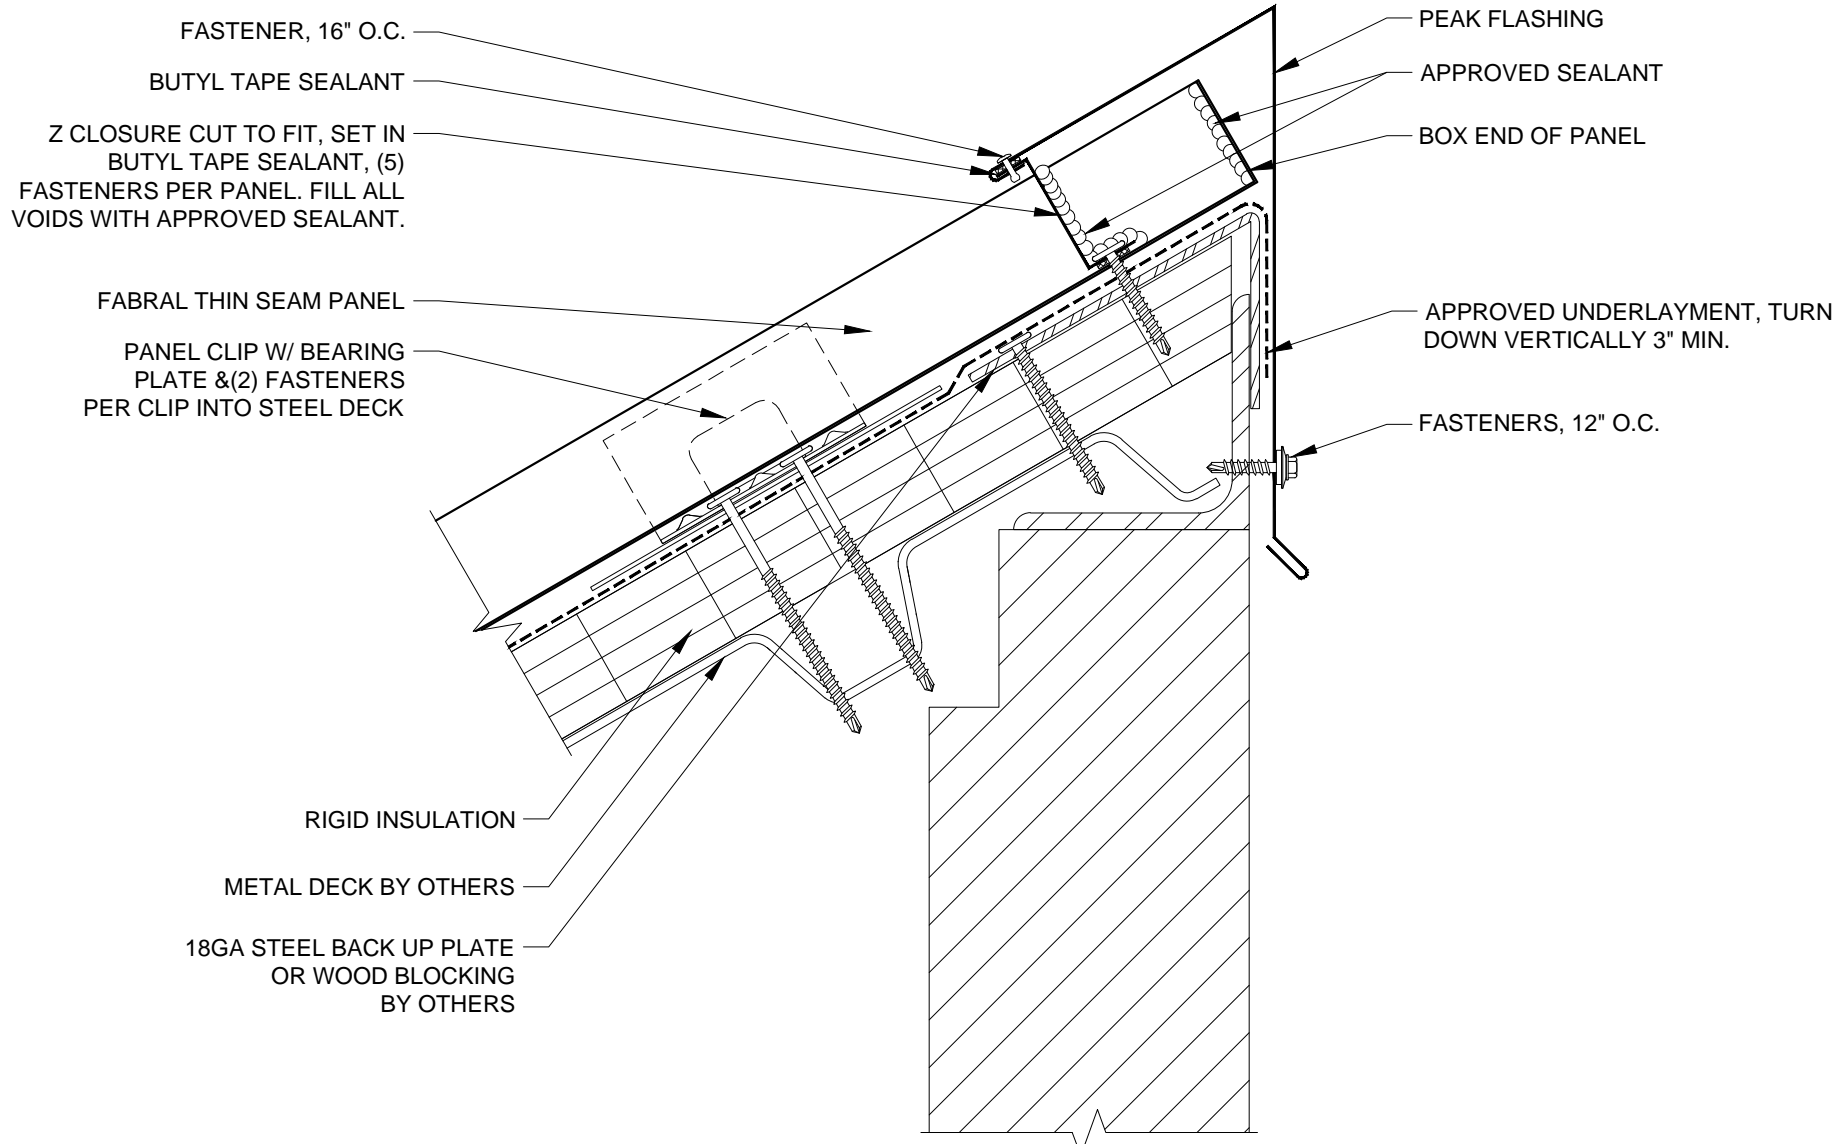 FASTENER, 16" O.C.
BUTYL TAPE SEALANT
Z CLOSURE CUT TO FIT, SET IN
BUTYL TAPE SEALANT, (5)
FASTENERS PER PANEL. FILL ALL
VOIDS WITH APPROVED SEALANT.
FABRAL THIN SEAM PANEL
PANEL CLIP W/ BEARING
PLATE &(2) FASTENERS
PER CLIP INTO STEEL DECK
RIGID INSULATION
METAL DECK BY OTHERS
18GA STEEL BACK UP PLATE
OR WOOD BLOCKING
BY OTHERS
PEAK FLASHING
APPROVED SEALANT
BOX END OF PANEL
APPROVED UNDERLAYMENT, TURN
DOWN VERTICALLY 3" MIN.
FASTENERS, 12" O.C.